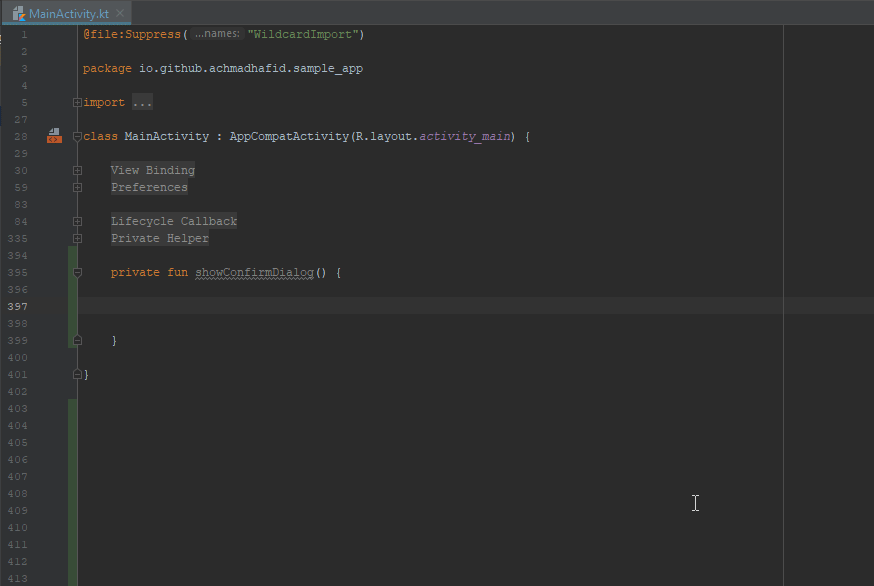 MainActivity.kt
1 @file:Suppress( ...names: "WildcardImport")
2
3 package io.github.achmadhafid.sample_app
4
5 import ...
27
28 class MainActivity : AppCompatActivity(R.layout.activity_main) {
29
30 View Binding
59 Preferences
83
84 Lifecycle Callback
335 Private Helper
394
395 private fun showConfirmDialog() {
396
397
398
399 }
400
401 }
402
403
404
405
406
407
408
409
410
411
412
413